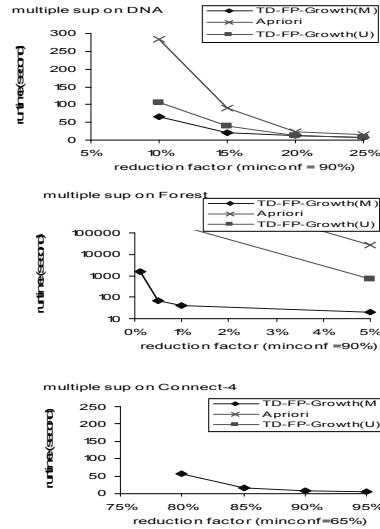 multiple sup on DNA
TD-FP-Growth(M)
Apriori
TD-FP-Growth(U)
300
250
200
150
100
50
0
5% 10% 15% 20% 25%
runtime(second)
reduction factor (minconf = 90%)
multiple sup on Forest
TD-FP-Growth(M)
Apriori
TD-FP-Growth(U)
100000
10000
1000
100
10
0% 1% 2% 3% 4% 5%
runtime(second)
reduction factor (minconf =90%)
multiple sup on Connect-4
TD-FP-Growth(M
Apriori
TD-FP-Growth(U)
250
200
150
100
50
0
75% 80% 85% 90% 95%
runtime(second)
reduction factor (minconf=65%)